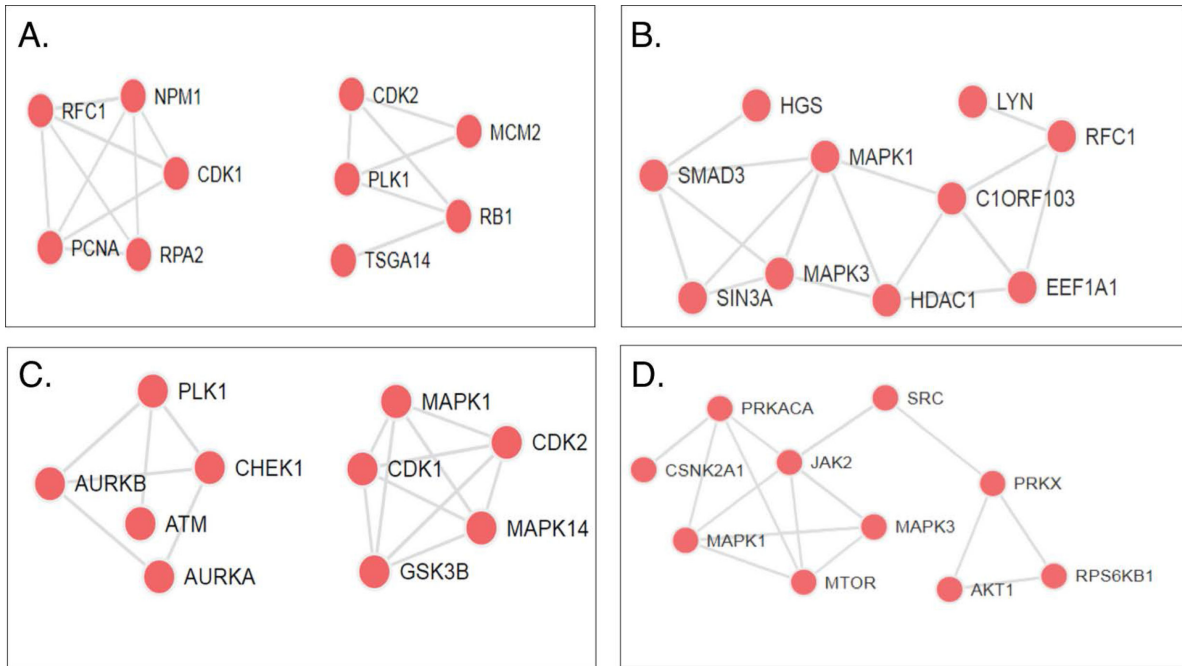 A.
RFC1
NPM1
CDK1
PCNA
RPA2
CDK2
MCM2
PLK1
RB1
TSGA14
B.
HGS
LYN
RFC1
SMAD3
MAPK1
C1ORF103
SIN3A
MAPK3
HDAC1
EEF1A1
C.
PLK1
AURKB
CHEK1
ATM
AURKA
MAPK1
CDK2
CDK1
MAPK14
GSK3B
D.
PRKACA
SRC
CSNK2A1
JAK2
PRKX
MAPK1
MAPK3
MTOR
AKT1
RPS6KB1